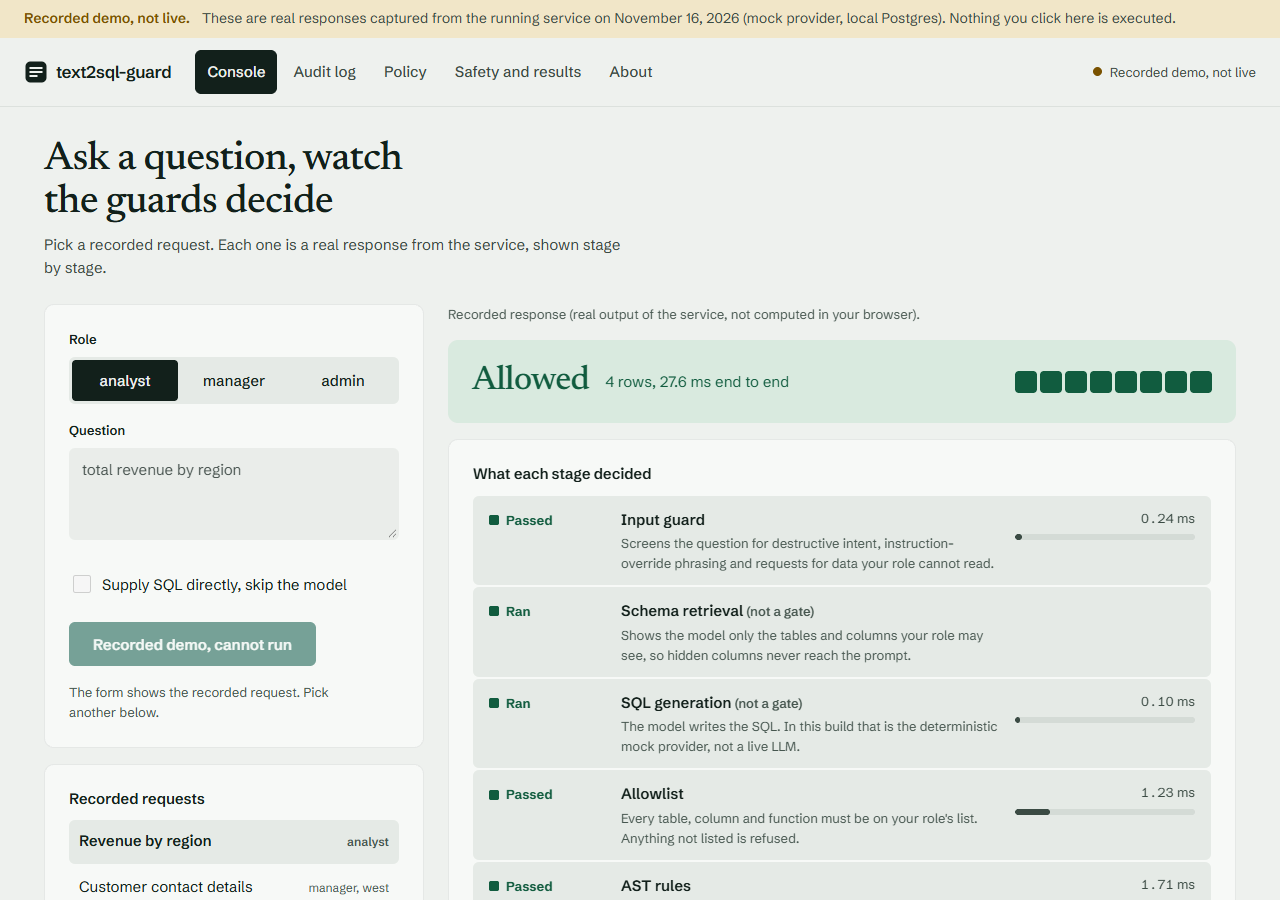 Recorded demo, not live. These are real responses captured from the running service on November 16, 2026 (mock provider, local Postgres). Nothing you click here is executed.
text2sql-guard Console Audit log Policy Safety and results About Recorded demo, not live
Ask a question, watch
the guards decide
Pick a recorded request. Each one is a real response from the service, shown stage
by stage.
Role
analyst manager admin
Question
total revenue by region
Supply SQL directly, skip the model
Recorded demo, cannot run
The form shows the recorded request. Pick
another below.
Recorded requests
Revenue by region analyst
Customer contact details manager, west
Recorded response (real output of the service, not computed in your browser).
Allowed 4 rows, 27.6 ms end to end
What each stage decided
Passed Input guard 0.24 ms
Screens the question for destructive intent, instruction-
override phrasing and requests for data your role cannot read.
Ran Schema retrieval (not a gate)
Shows the model only the tables and columns your role may
see, so hidden columns never reach the prompt.
Ran SQL generation (not a gate) 0.10 ms
The model writes the SQL. In this build that is the deterministic
mock provider, not a live LLM.
Passed Allowlist 1.23 ms
Every table, column and function must be on your role's list.
Anything not listed is refused.
Passed AST rules 1.71 ms